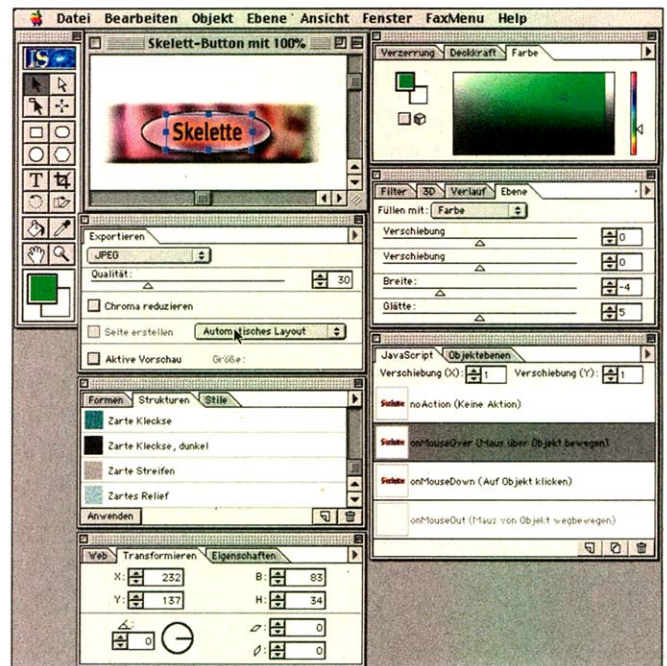 Datei Bearbeiten Objekt Ebene Ansicht Fenster FaxMenu Help
IS
T
Skelett-Button mit 100%
Skelette
Exportieren
JPEG
Qualität:
30
Chroma reduzieren
Seite erstellen
Automatisches Layout
Aktive Vorschau
Größe:
Formen Strukturen Stile
Zarte Kleckse
Zarte Kleckse, dunkel
Zarte Streifen
Zartes Relief
Anwenden
Web Transformieren Eigenschaften
X: 232 B: 83
Y: 137 H: 34
0 0
0
Verzerrung Deckkraft Farbe
Filter 3D Verlauf Ebene
Füllen mit: Farbe
Verschiebung
0
Verschiebung
0
Breite:
-4
Glätte:
5
JavaScript Objektebenen
Verschiebung (X): 1 Verschiebung (Y): 1
Skelette noAction (Keine Aktion)
Skelette onMouseOver (Maus über Objekt bewegen)
Skelette onMouseDown (Auf Objekt klicken)
onMouseOut (Maus von Objekt wegbewegen)